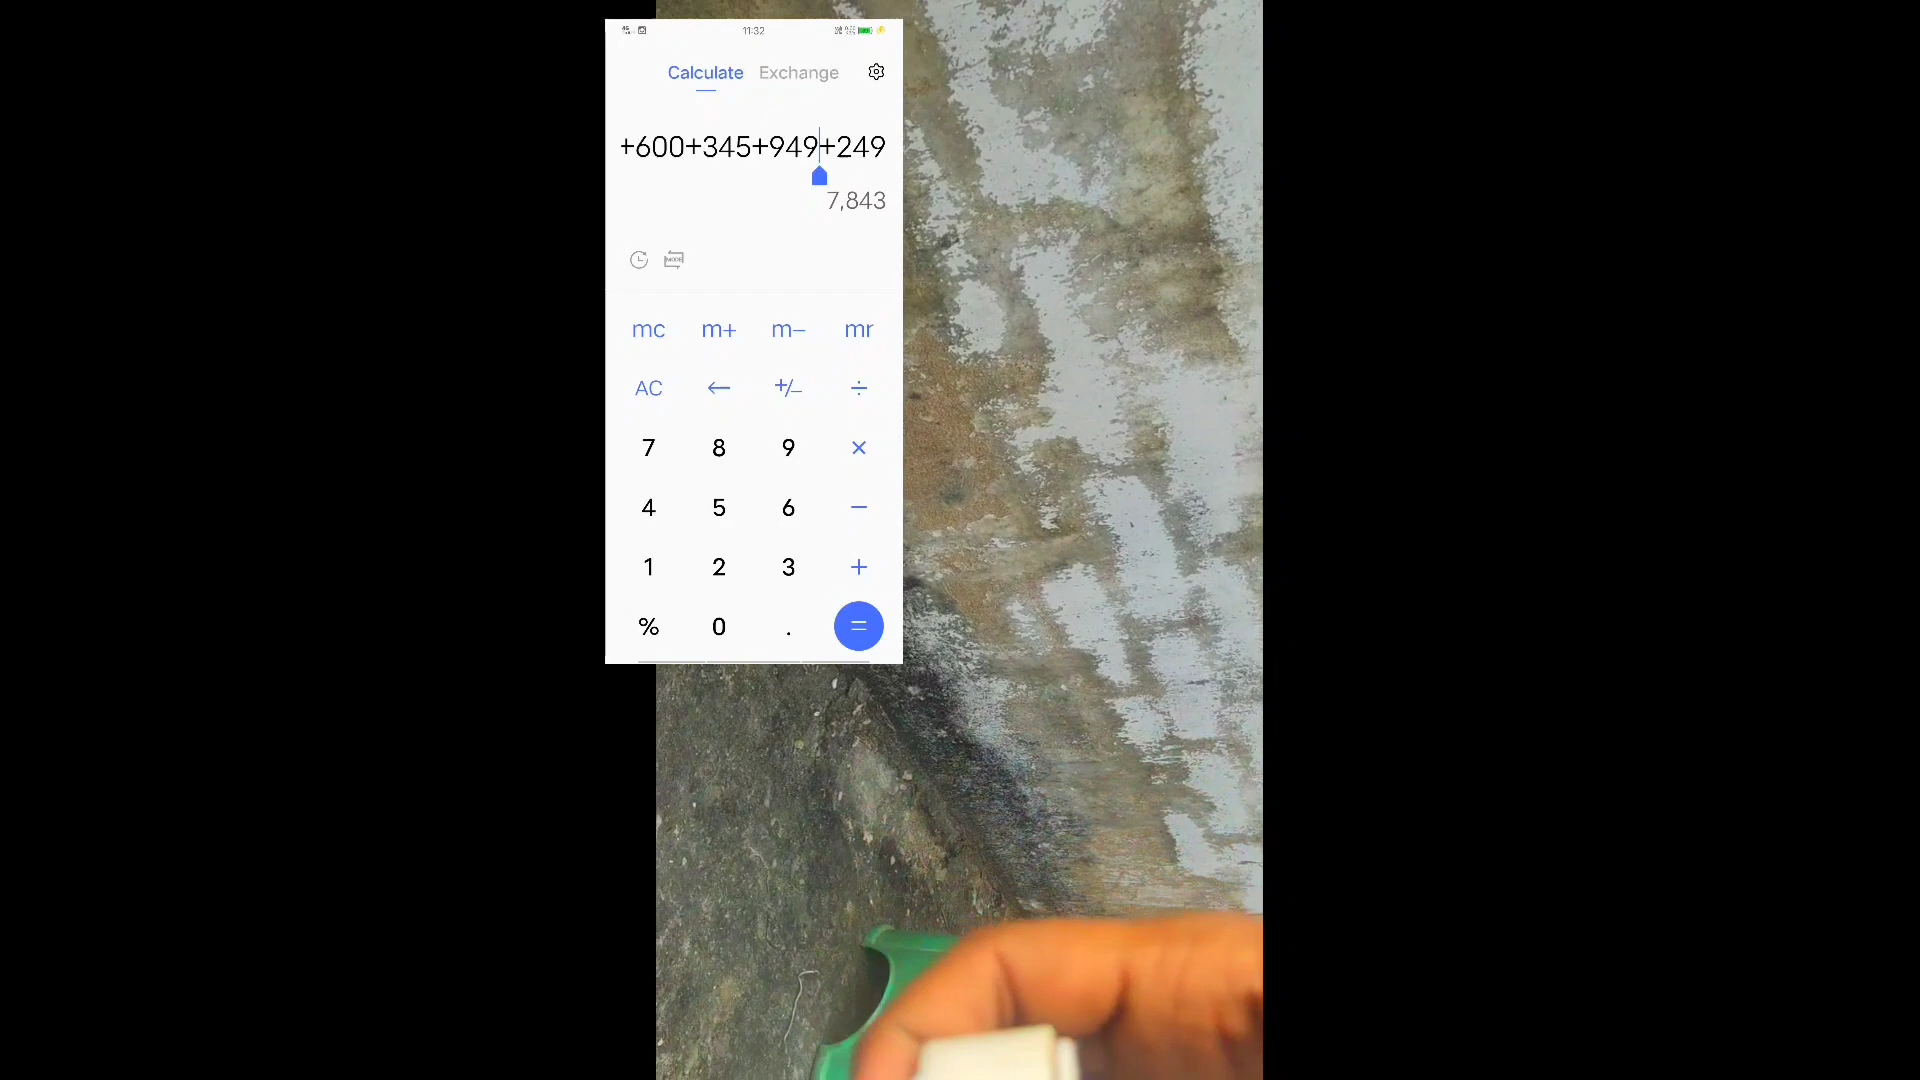 11:32
Calculate Exchange
+600+345+949+249
7,843
MODE
mc m+ m– mr
AC ← +/– ÷
7 8 9 ×
4 5 6 −
1 2 3 +
% 0 . =